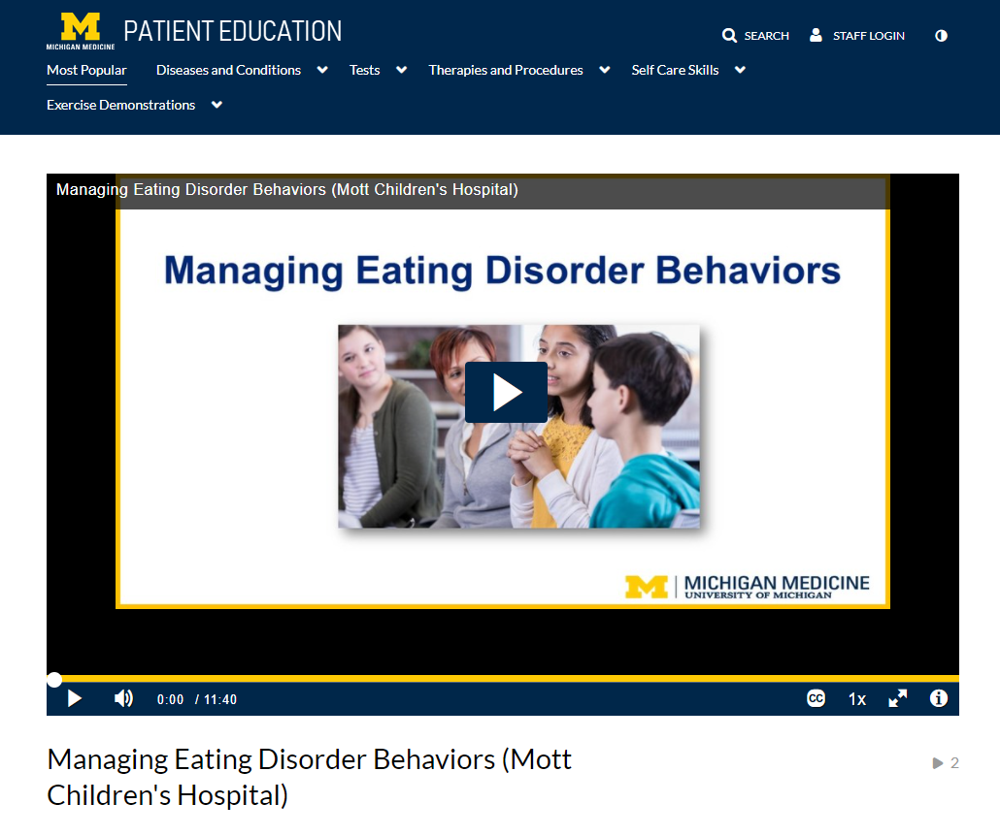 MICHIGAN MEDICINE
PATIENT EDUCATION
SEARCH
STAFF LOGIN
Most Popular
Diseases and Conditions
Tests
Therapies and Procedures
Self Care Skills
Exercise Demonstrations
Managing Eating Disorder Behaviors (Mott Children's Hospital)
Managing Eating Disorder Behaviors
MICHIGAN MEDICINE
UNIVERSITY OF MICHIGAN
0:00 / 11:40
CC
1x
Managing Eating Disorder Behaviors (Mott
Children's Hospital)
2